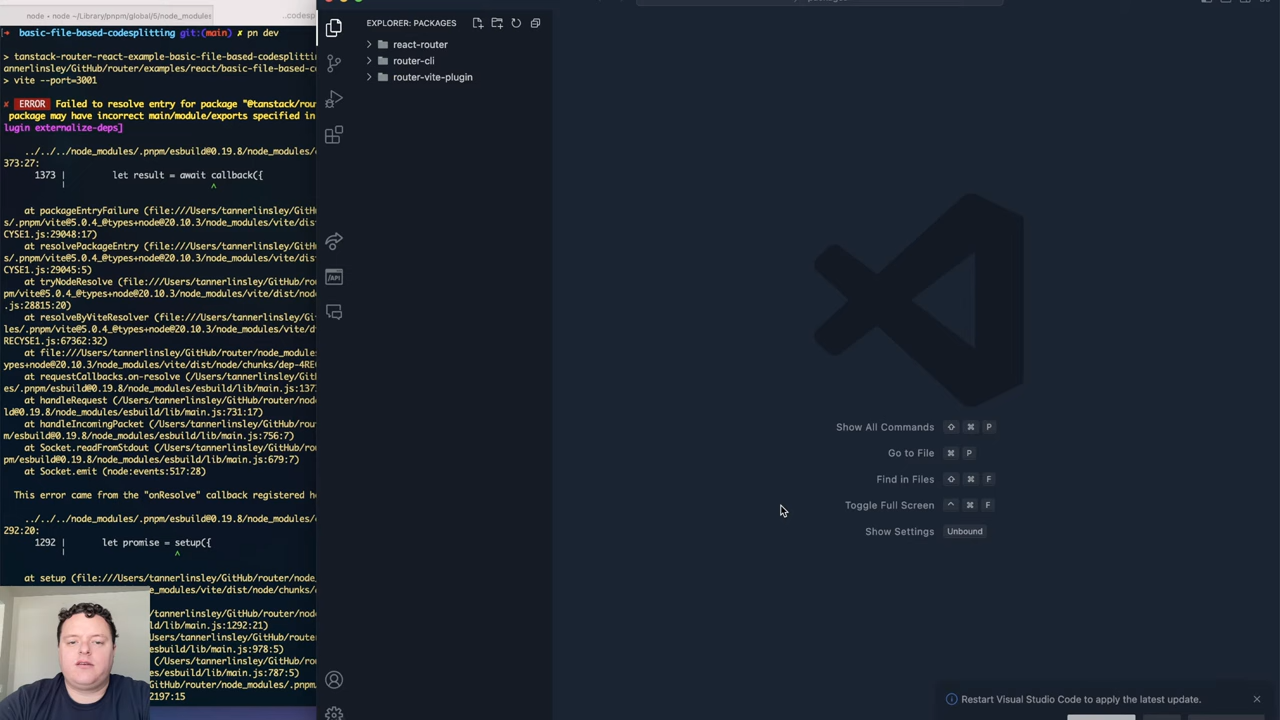 node • node ~/Library/pnpm/global/5/node_modules
..codesp
[→ basic-file-based-codesplitting git:(main) ✗ pn dev
> tanstack-router-react-example-basic-file-based-codesplitting
annerlinsley/GitHub/router/examples/react/basic-file-based-co
> vite --port=3001
✘ ERROR Failed to resolve entry for package "@tanstack/rou
package may have incorrect main/module/exports specified in
lugin externalize-deps]
../../../node_modules/.pnpm/esbuild@0.19.8/node_modules/
373:27:
1373 | let result = await callback({
| ^
at packageEntryFailure (file:///Users/tannerlinsley/GitH
s/.pnpm/vite@5.0.4_@types+node@20.10.3/node_modules/vite/dis
CYSE1.js:29048:17)
at resolvePackageEntry (file:///Users/tannerlinsley/GitH
s/.pnpm/vite@5.0.4_@types+node@20.10.3/node_modules/vite/dis
CYSE1.js:29045:5)
at tryNodeResolve (file:///Users/tannerlinsley/GitHub/ro
pm/vite@5.0.4_@types+node@20.10.3/node_modules/vite/dist/nod
.js:28815:20)
at resolveByViteResolver (file:///Users/tannerlinsley/Gi
les/.pnpm/vite@5.0.4_@types+node@20.10.3/node_modules/vite/d
RECYSE1.js:67362:32)
at file:///Users/tannerlinsley/GitHub/router/node_module
ypes+node@20.10.3/node_modules/vite/dist/node/chunks/dep-4RE
at requestCallbacks.on-resolve (/Users/tannerlinsley/Git
es/.pnpm/esbuild@0.19.8/node_modules/esbuild/lib/main.js:137
at handleRequest (/Users/tannerlinsley/GitHub/router/nod
ld@0.19.8/node_modules/esbuild/lib/main.js:731:17)
at handleIncomingPacket (/Users/tannerlinsley/GitHub/rou
m/esbuild@0.19.8/node_modules/esbuild/lib/main.js:756:7)
at Socket.readFromStdout (/Users/tannerlinsley/GitHub/ro
pm/esbuild@0.19.8/node_modules/esbuild/lib/main.js:679:7)
at Socket.emit (node:events:517:28)
This error came from the "onResolve" callback registered he
../../../node_modules/.pnpm/esbuild@0.19.8/node_modules/
292:20:
1292 | let promise = setup({
| ^
at setup (file:///Users/tannerlinsley/GitHub/router/node_
node_modules/vite/dist/node/chunks/d
tannerlinsley/GitHub/router/node_mod
.js:1292:21)
Users/tannerlinsley/GitHub/router/no
esbuild/lib/main.js:978:5)
(file:///Users/tannerlinsley/GitHub/
esbuild/lib/main.js:787:5)
GitHub/router/node_modules/.pnpm/
2197:15
EXPLORER: PACKAGES
react-router
router-cli
router-vite-plugin
/API
Show All Commands ⇧ ⌘ P
Go to File ⌘ P
Find in Files ⇧ ⌘ F
Toggle Full Screen ^ ⌘ F
Show Settings Unbound
Restart Visual Studio Code to apply the latest update.